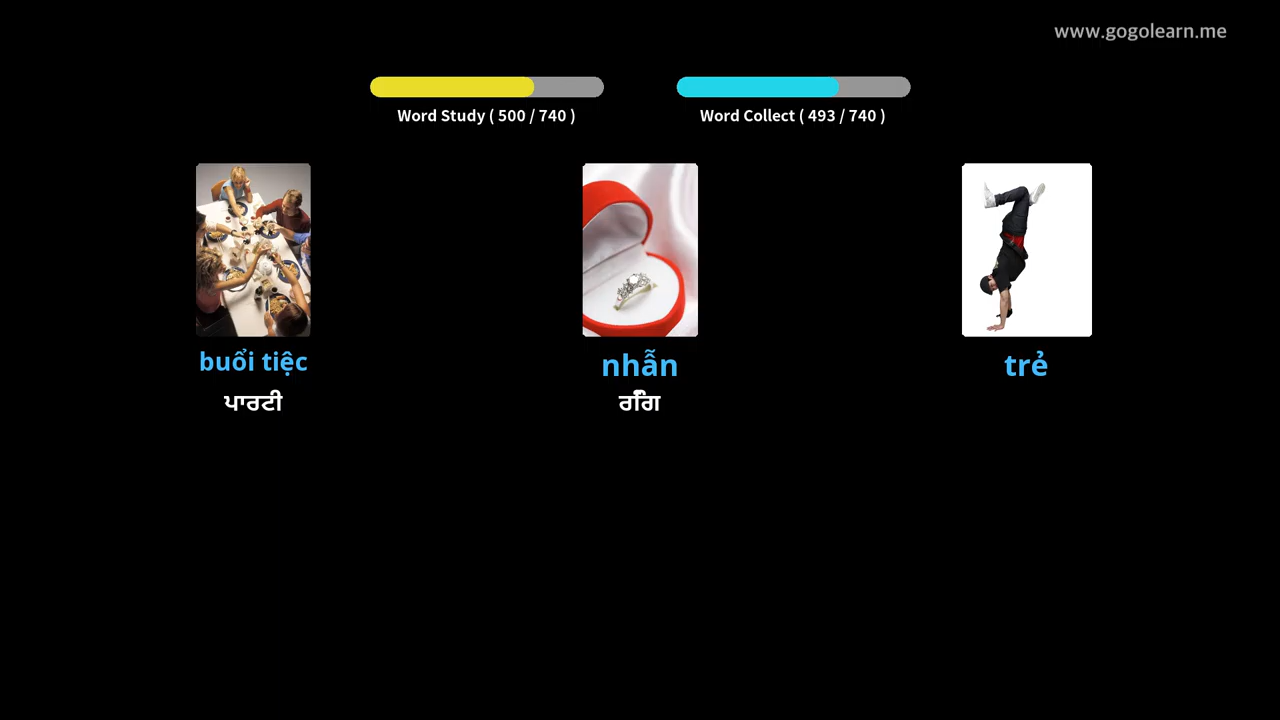 www.gogolearn.me
Word Study ( 500 / 740 )
Word Collect ( 493 / 740 )
buổi tiệc
nhẫn
trẻ
ਪਾਰਟੀ
ਰਿੰਗ